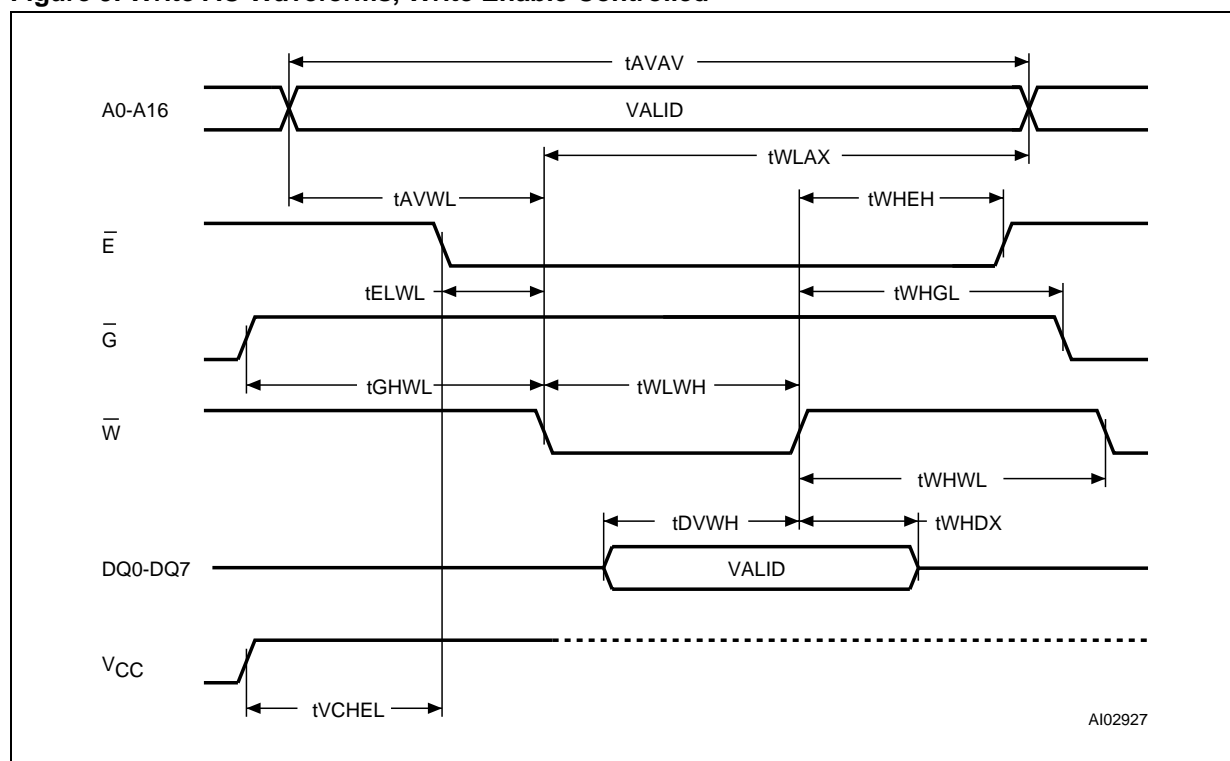 Figure Write AC Waveforms, Write Enable Controlled
tAVAV
A0-A16
VALID
tWLAX
tAVWL
tWHEH
E̅
tELWL
tWHGL
G̅
tGHWL
tWLWH
W̅
tWHWL
tDVWH
tWHDX
DQ0-DQ7
VALID
VCC
tVCHEL
AI02927